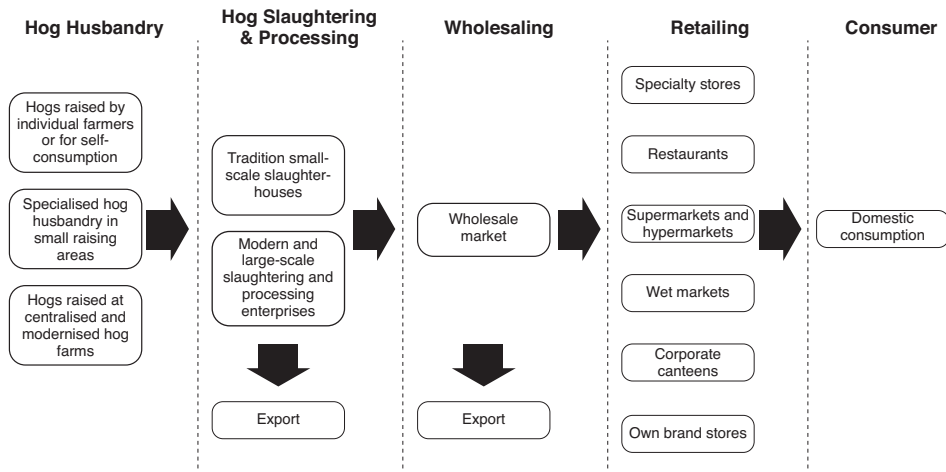 Hog Husbandry
Hog Slaughtering
& Processing
Wholesaling
Retailing
Consumer
Hogs raised by
individual farmers
or for self-
consumption
Specialised hog
husbandry in
small raising
areas
Hogs raised at
centralised and
modernised hog
farms
Tradition small-
scale slaughter-
houses
Modern and
large-scale
slaughtering and
processing
enterprises
Export
Wholesale
market
Export
Specialty stores
Restaurants
Supermarkets and
hypermarkets
Wet markets
Corporate
canteens
Own brand stores
Domestic
consumption